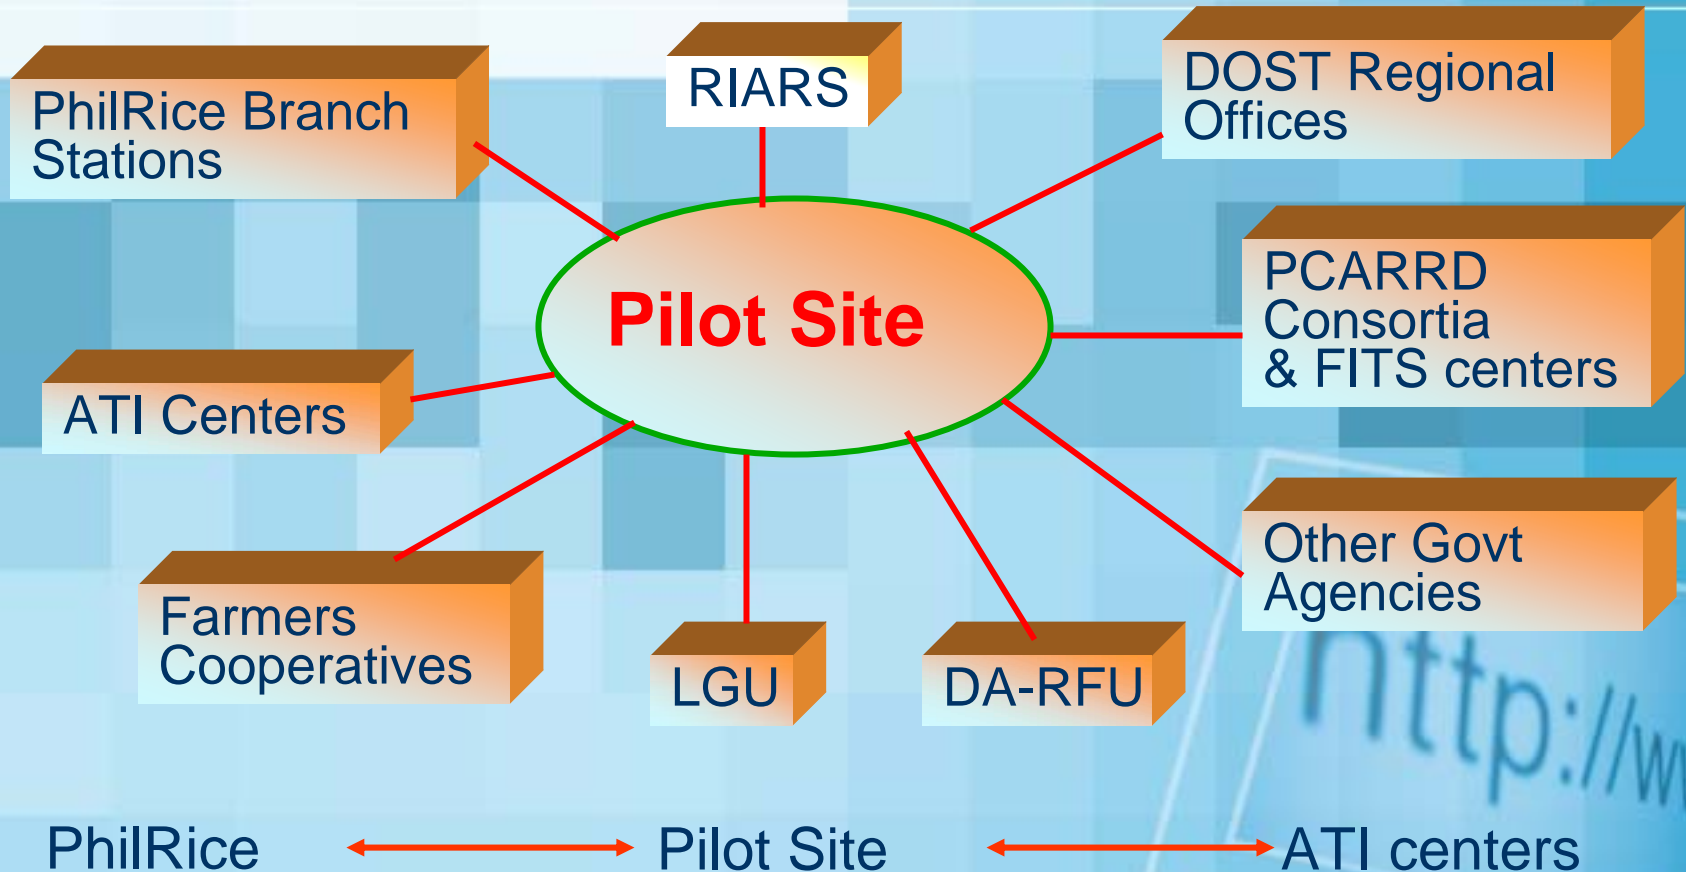 PhilRice Branch
Stations
RIARS
DOST Regional
Offices
PCARRD
Consortia
& FITS centers
Pilot Site
ATI Centers
Other Govt
Agencies
Farmers
Cooperatives
LGU
DA-RFU
http://w
PhilRice
Pilot Site
ATI centers